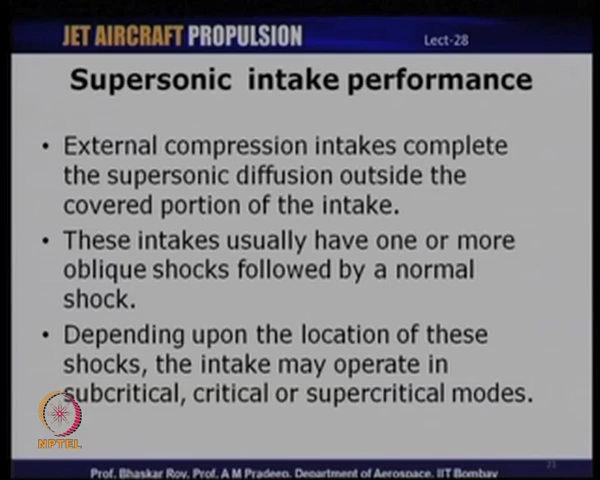 JET AIRCRAFT PROPULSION
Lect-28
Supersonic intake performance
• External compression intakes complete
the supersonic diffusion outside the
covered portion of the intake.
• These intakes usually have one or more
oblique shocks followed by a normal
shock.
• Depending upon the location of these
shocks, the intake may operate in
subcritical, critical or supercritical modes.
NPTEL
21
Prof. Bhaskar Roy, Prof. A M Pradeep, Department of Aerospace, IIT Bombay